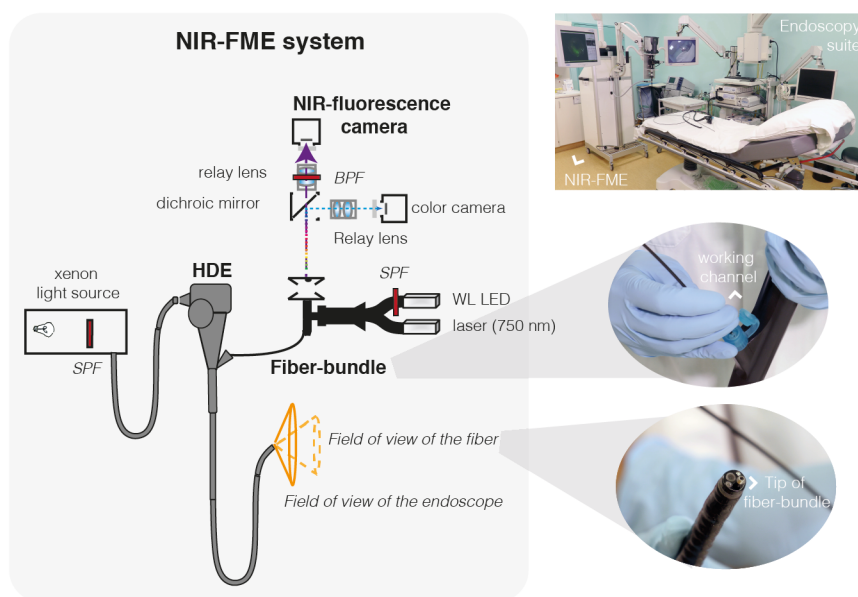 NIR-FME system
NIR-fluorescence
camera
relay lens
BPF
dichroic mirror
color camera
Relay lens
xenon
light source
HDE
SPF
WL LED
laser (750 nm)
SPF
Fiber-bundle
Field of view of the fiber
Field of view of the endoscope
Endoscopy
suite
NIR-FME
working
channel
Tip of
fiber-bundle